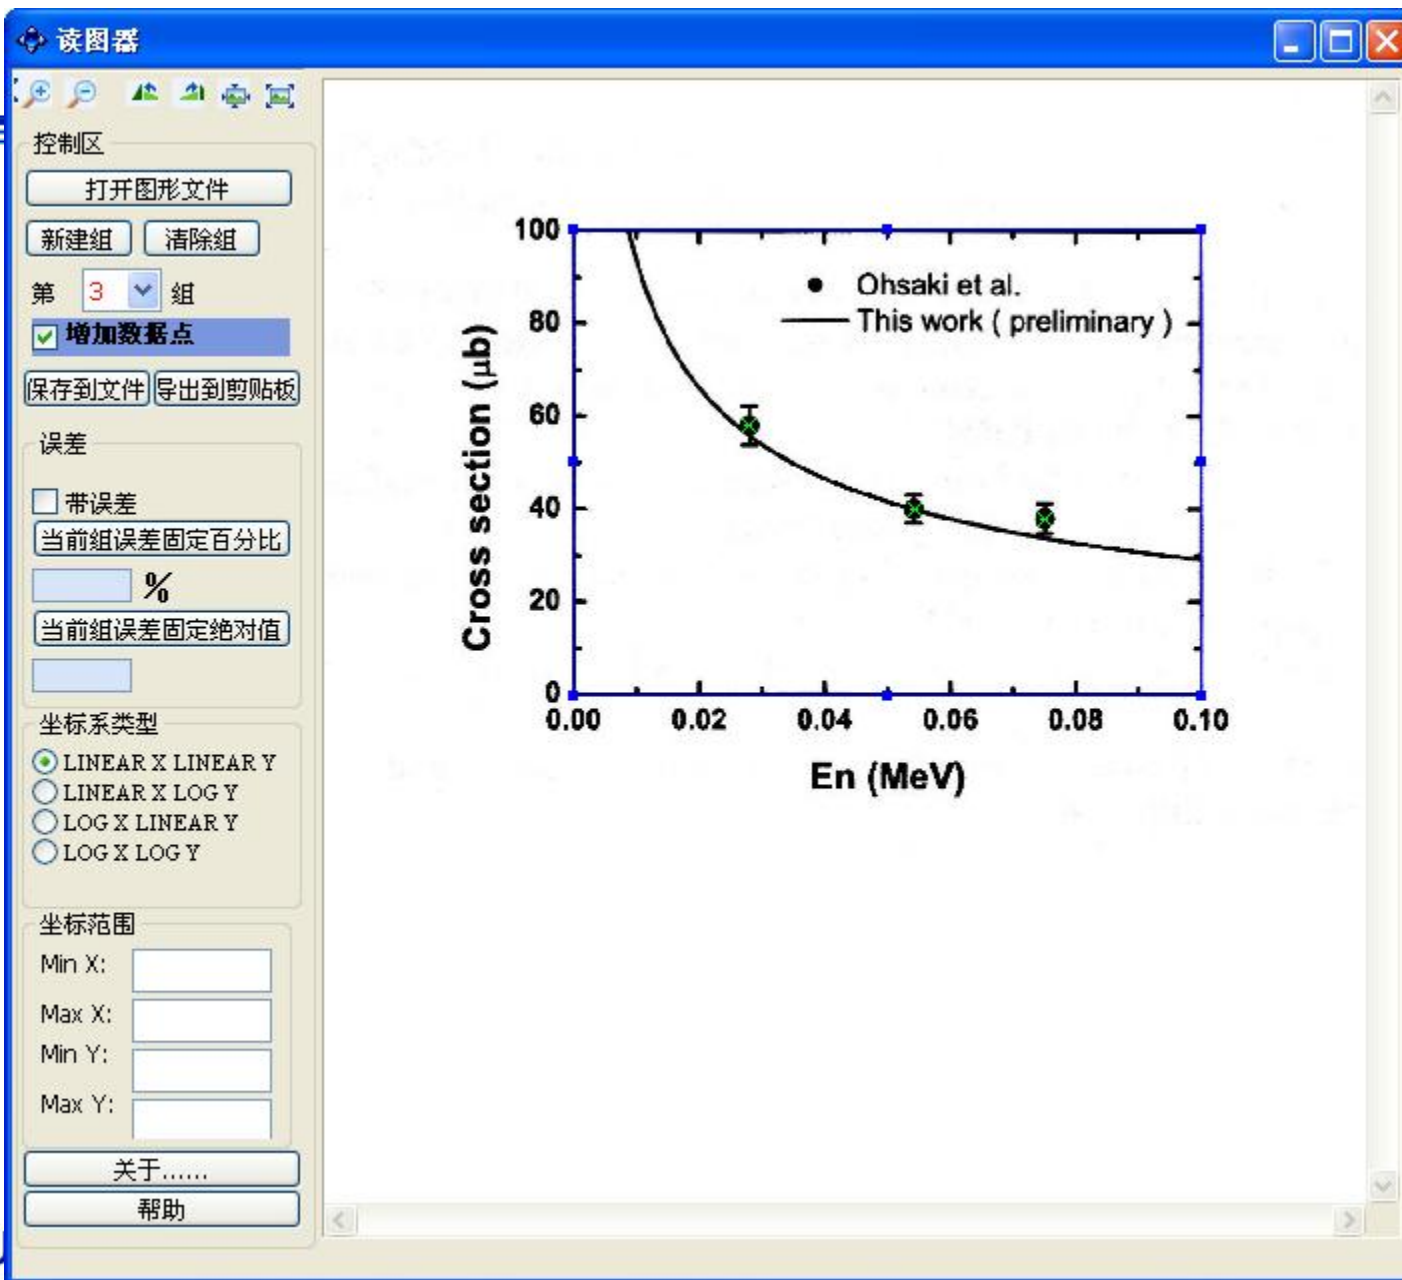 读图器
控制区
打开图形文件
新建组 清除组
第 3 组
增加数据点
保存到文件 导出到剪贴板
误差
带误差
当前组误差固定百分比
%
当前组误差固定绝对值
坐标系类型
LINEAR X LINEAR Y
LINEAR X LOG Y
LOG X LINEAR Y
LOG X LOG Y
坐标范围
Min X:
Max X:
Min Y:
Max Y:
关于......
帮助
100
80
60
40
20
0
Cross section (μb)
Ohsaki et al.
This work ( preliminary )
0.00 0.02 0.04 0.06 0.08 0.10
En (MeV)